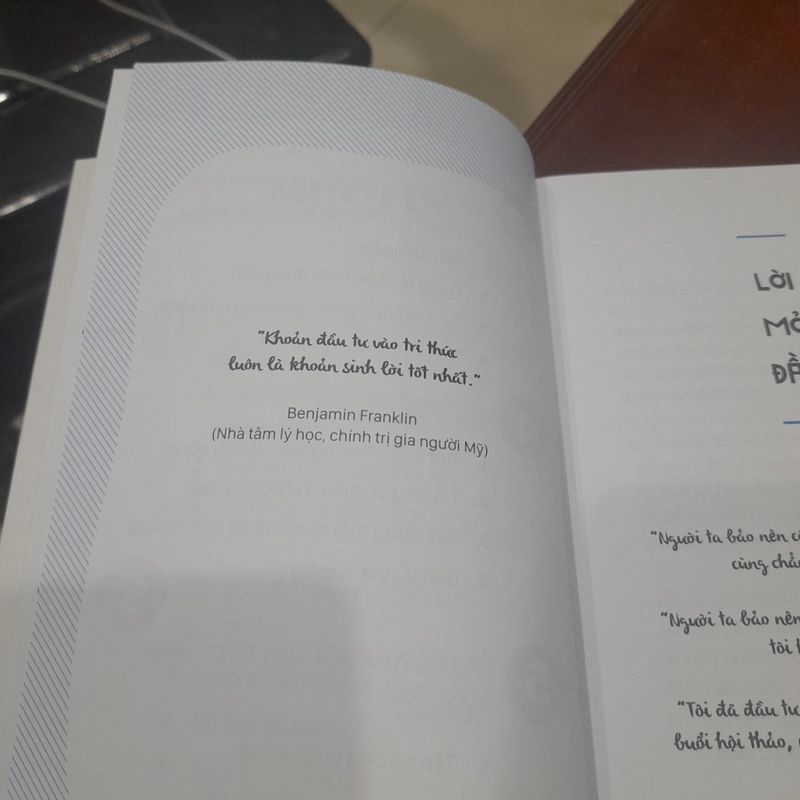 "Khoản đầu tư vào tri thức
luôn là khoản sinh lời tốt nhất."
Benjamin Franklin
(Nhà tâm lý học, chính trị gia người Mỹ)
LỜI
MỞ
ĐỀ
"Người ta bảo nên
cùng
"Người ta bảo nên
tôi
"Tôi đã đầu tư
buổi hội thảo,